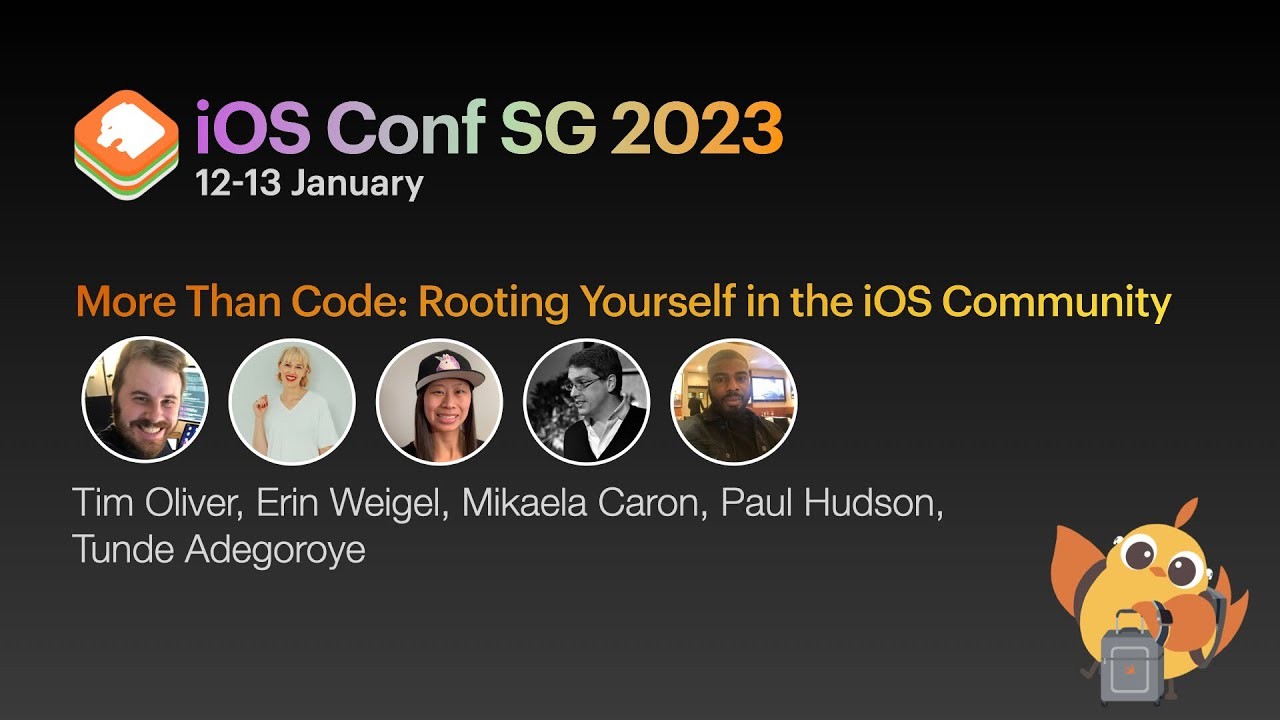 iOS Conf SG 2023
12-13 January
More Than Code: Rooting Yourself in the iOS Community
Tim Oliver, Erin Weigel, Mikaela Caron, Paul Hudson,
Tunde Adegoroye